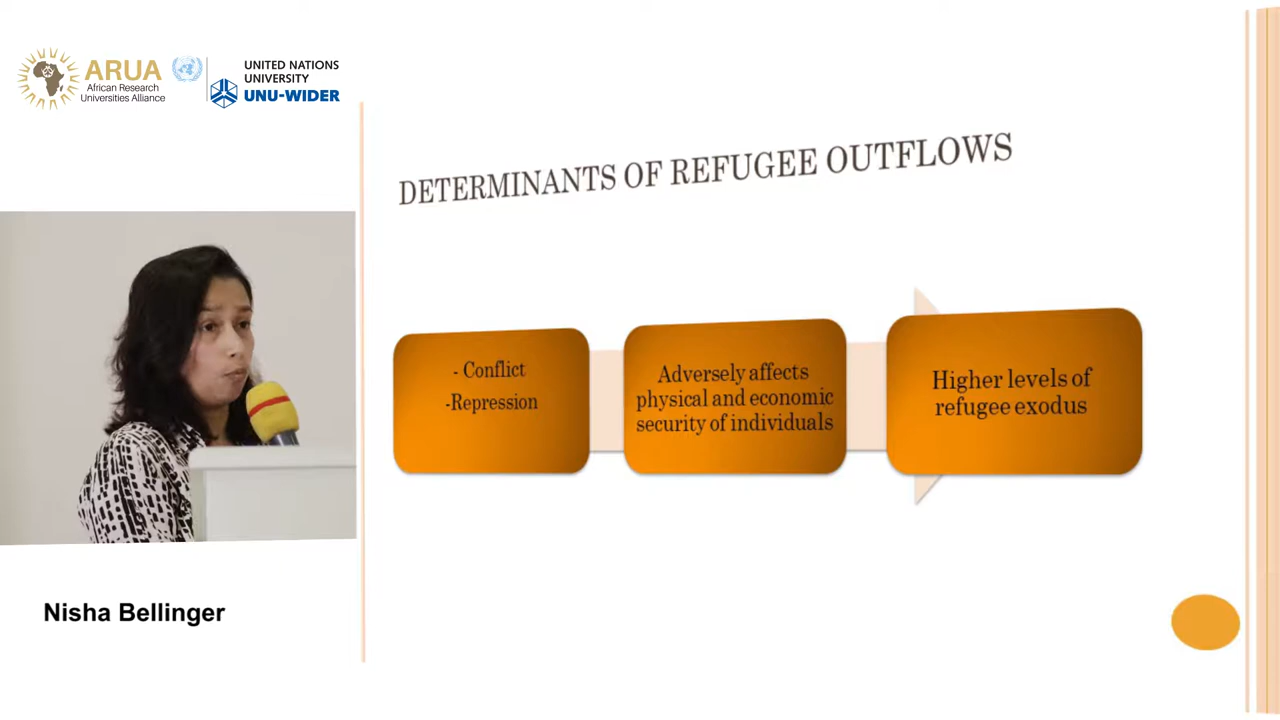 ARUA
African Research
Universities Alliance
UNITED NATIONS
UNIVERSITY
UNU-WIDER
DETERMINANTS OF REFUGEE OUTFLOWS
- Conflict
-Repression
Adversely affects
physical and economic
security of individuals
Higher levels of
refugee exodus
Nisha Bellinger